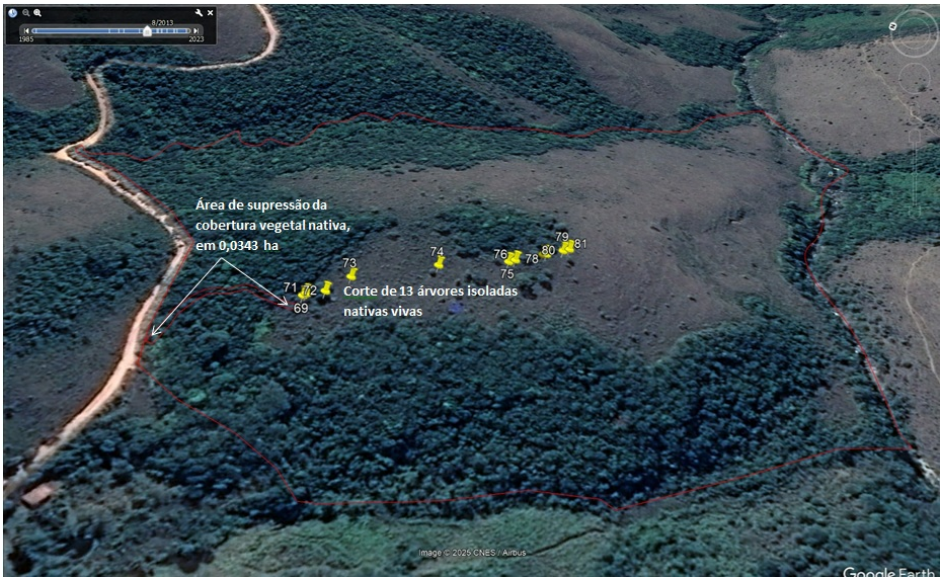 8/2013
1985
2023
Área de supressão da
cobertura vegetal nativa,
em 0,0343 ha
79
81
80
74
76
78
73
75
71
72
69
Corte de 13 árvores isoladas
nativas vivas
Image © 2025 CNES / Airbus
Google Earth